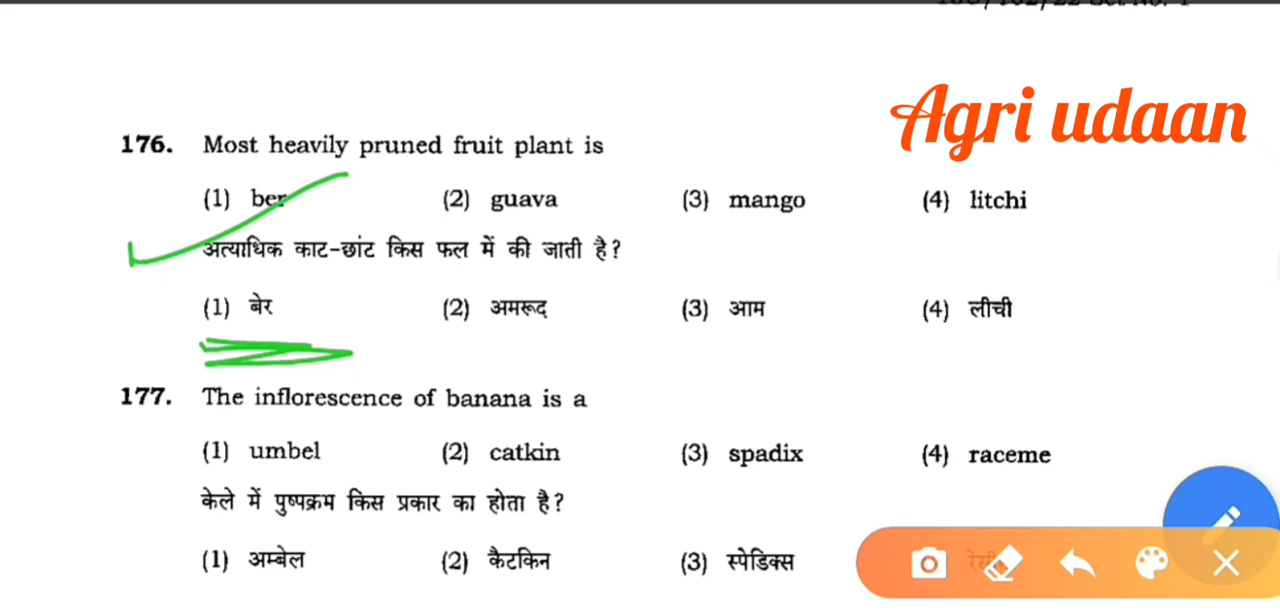 Agri udaan
176. Most heavily pruned fruit plant is
(1) ber (2) guava (3) mango (4) litchi
अत्याधिक काट-छांट किस फल में की जाती है?
(1) बेर (2) अमरूद (3) आम (4) लीची
177. The inflorescence of banana is a
(1) umbel (2) catkin (3) spadix (4) raceme
केले में पुष्पक्रम किस प्रकार का होता है?
(1) अम्बेल (2) कैटकिन (3) स्पेडिक्स